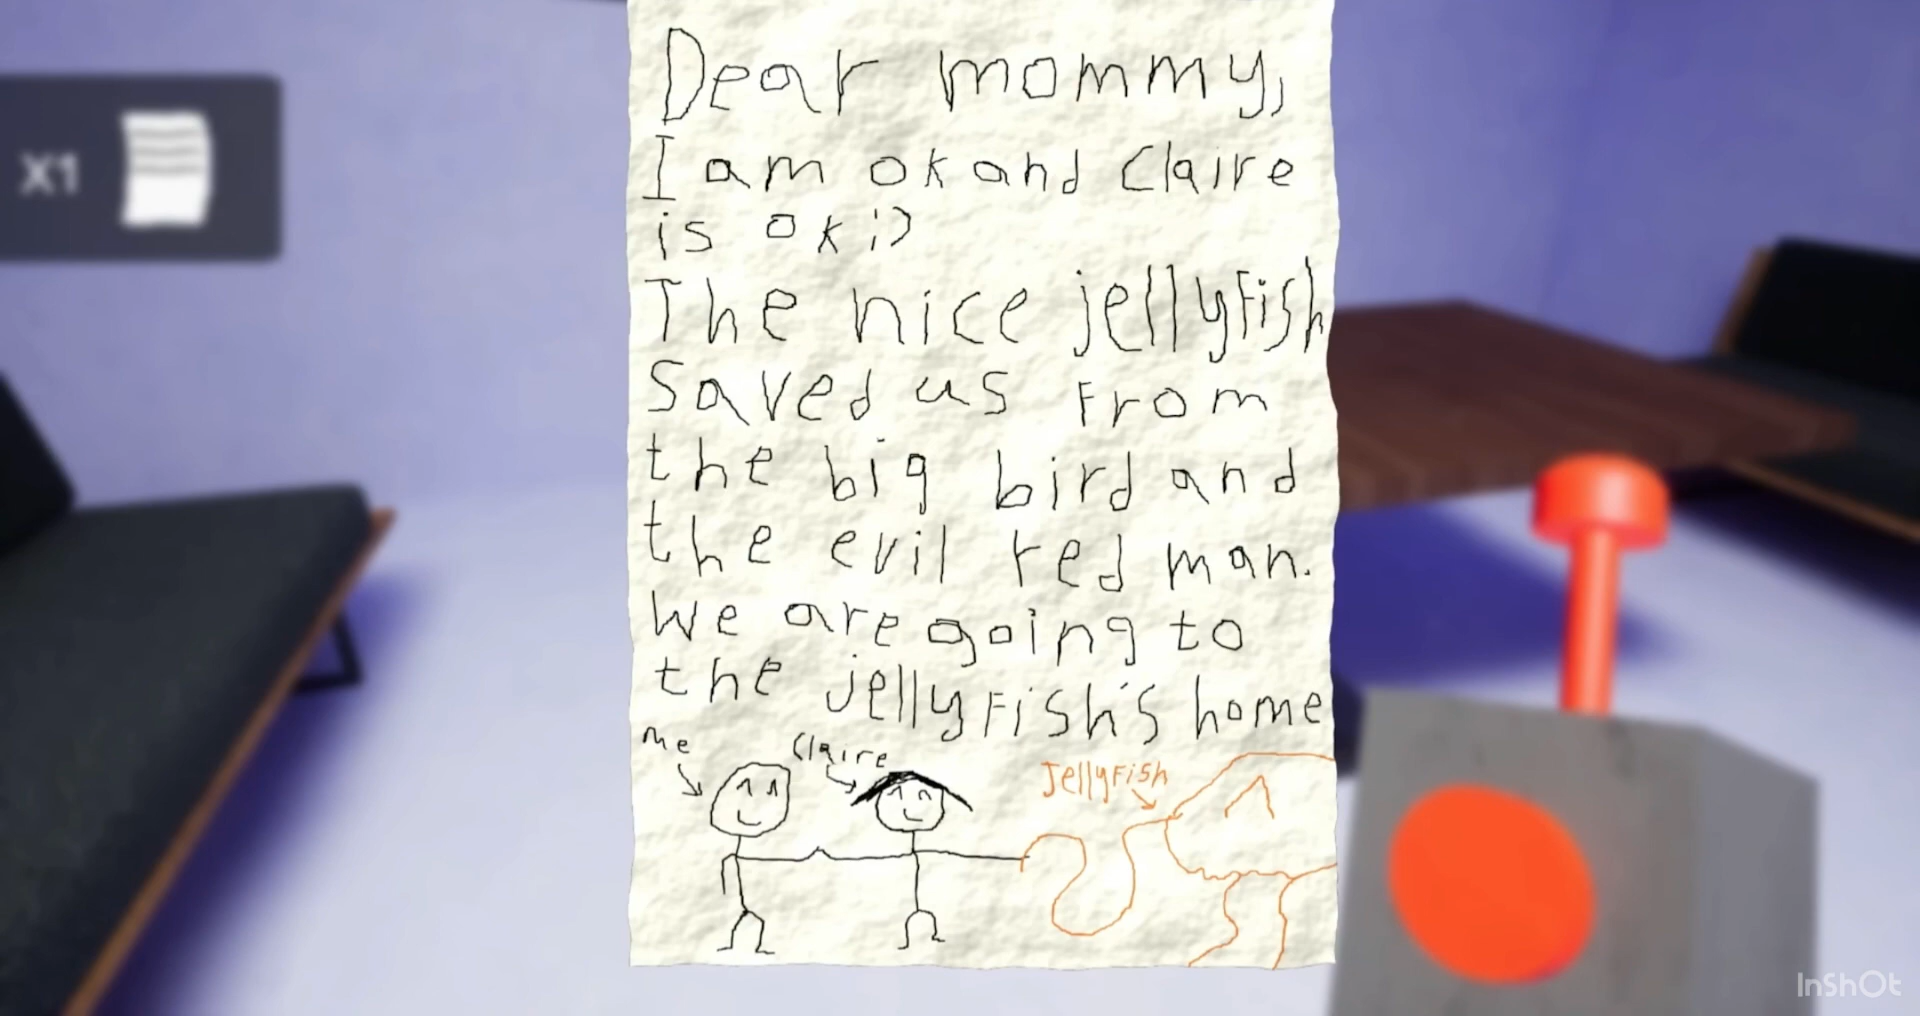 X1
Dear mommy,
I am ok and Claire
is ok :)
The nice jellyfish
saved us from
the big bird and
the evil red man.
We are going to
the jellyfish's home
me
Claire
Jellyfish
InShOt